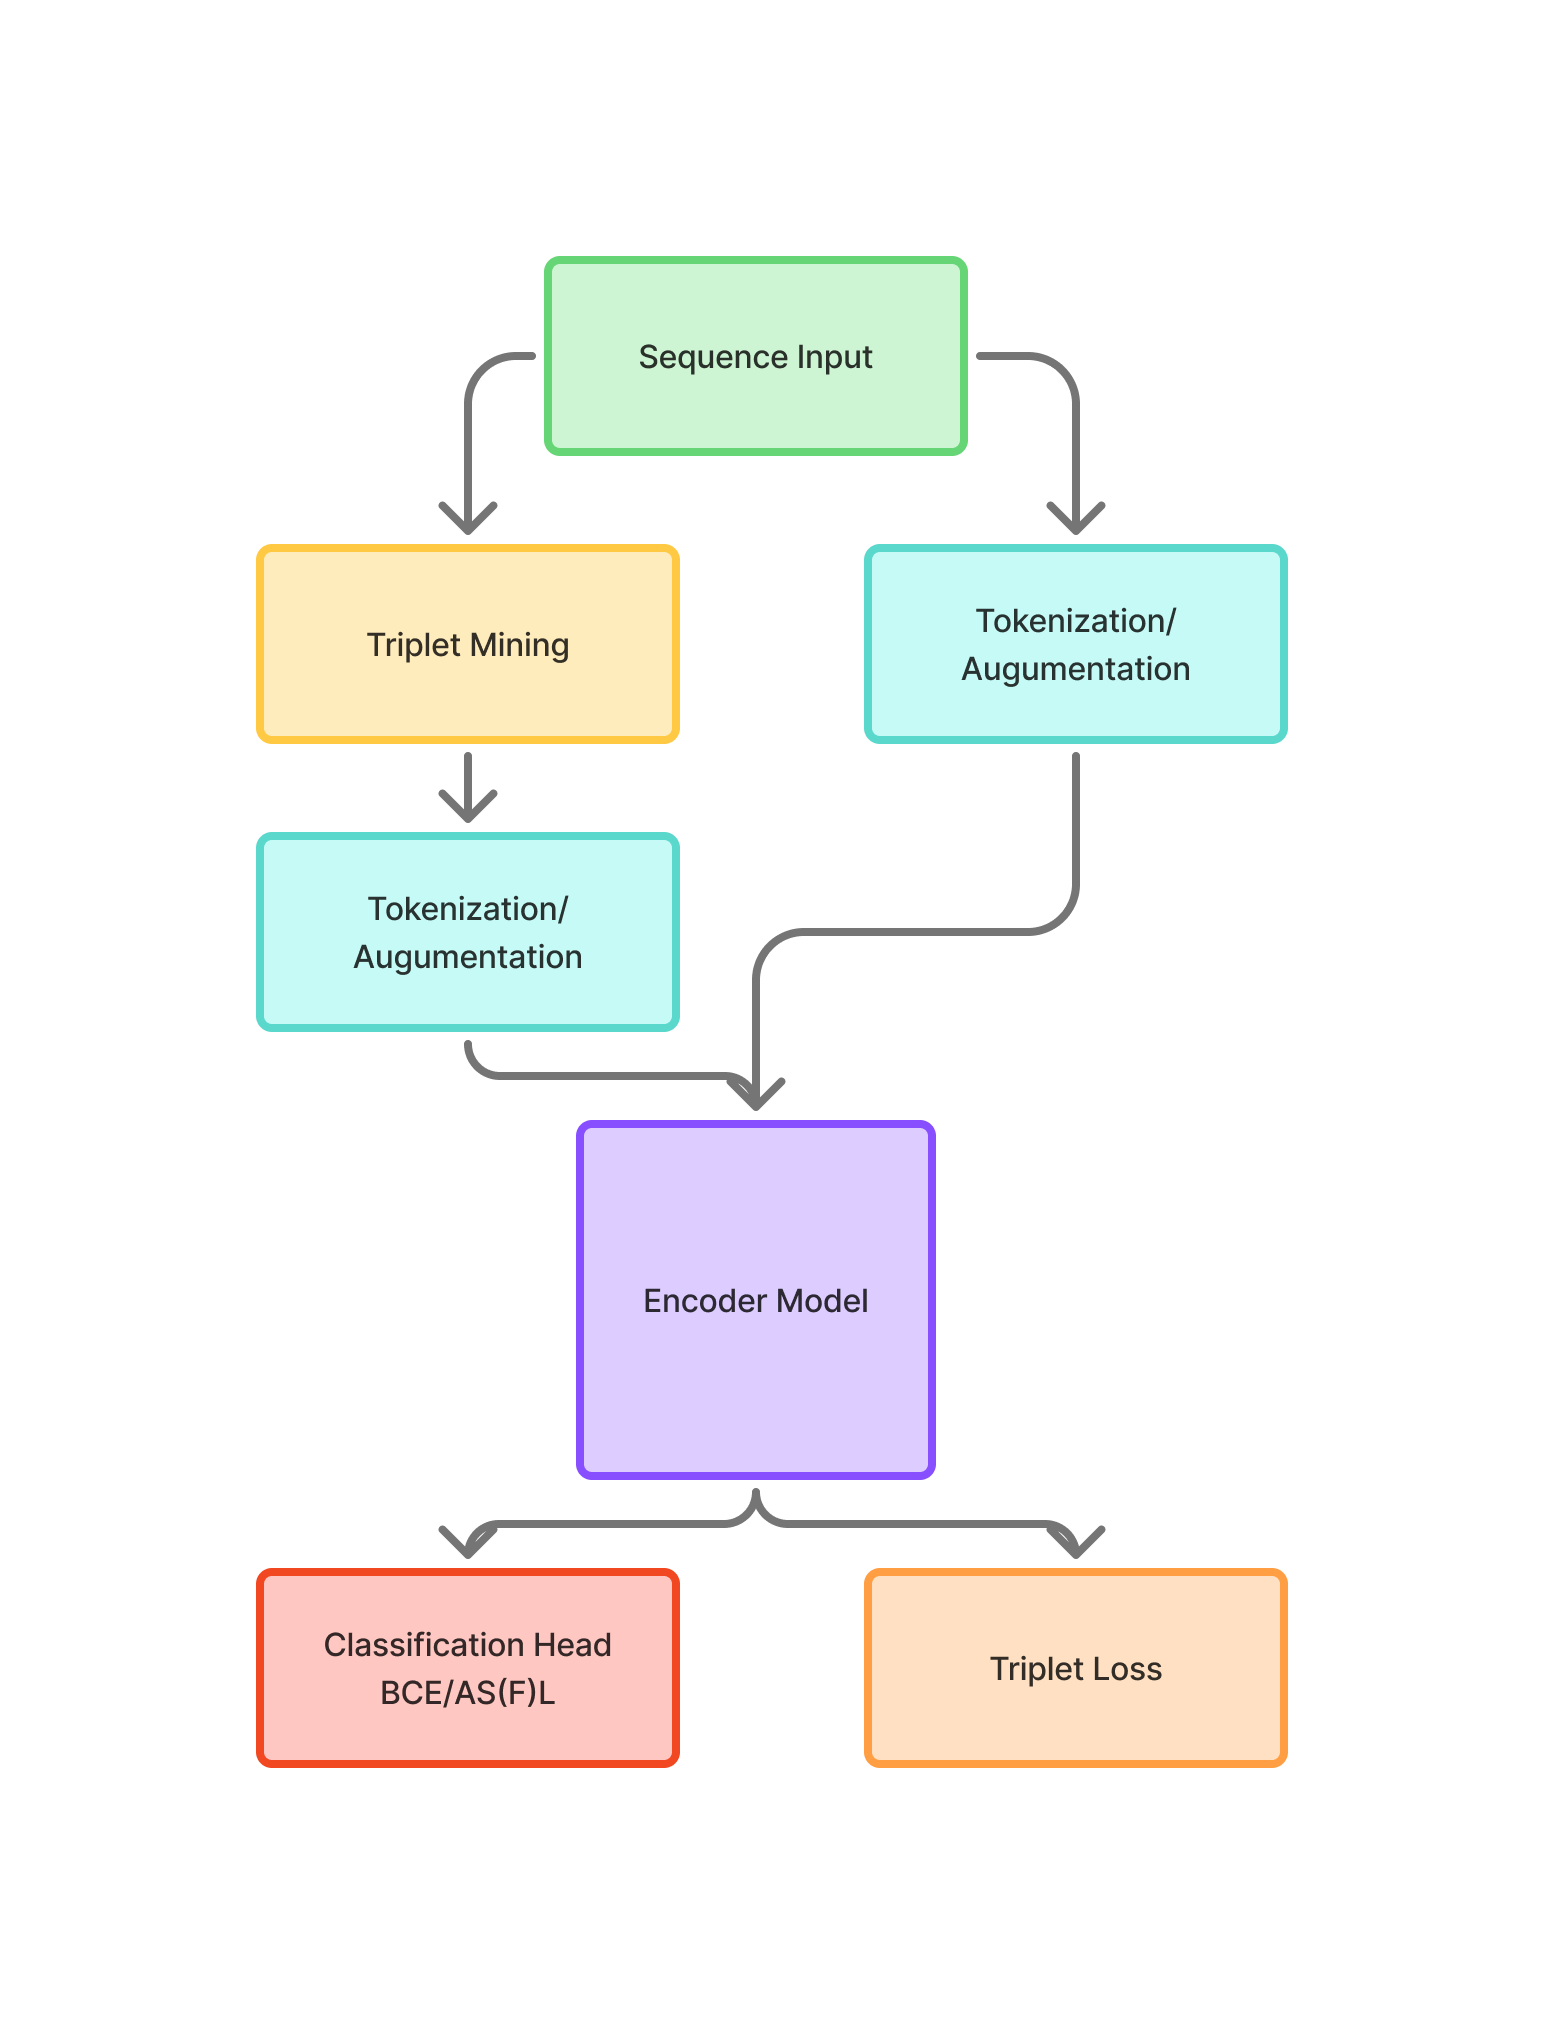 Sequence Input
Triplet Mining
Tokenization/
Augumentation
Tokenization/
Augumentation
Encoder Model
Classification Head
BCE/AS(F)L
Triplet Loss